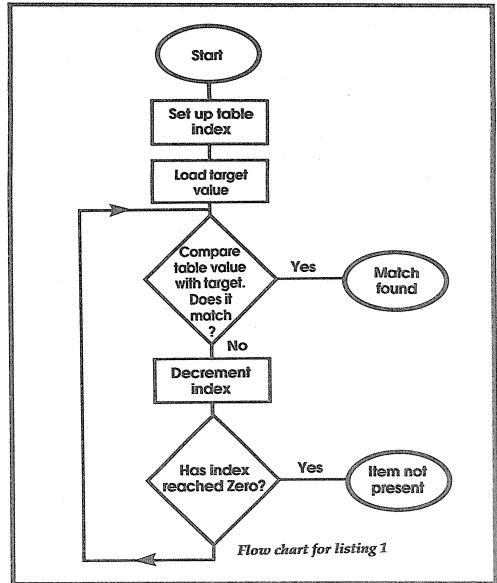 Start
Set up table
index
Load target
value
Compare
table value
with target.
Does it
match
?
Yes
Match
found
No
Decrement
index
Has index
reached Zero?
Yes
Item not
present
Flow chart for listing 1